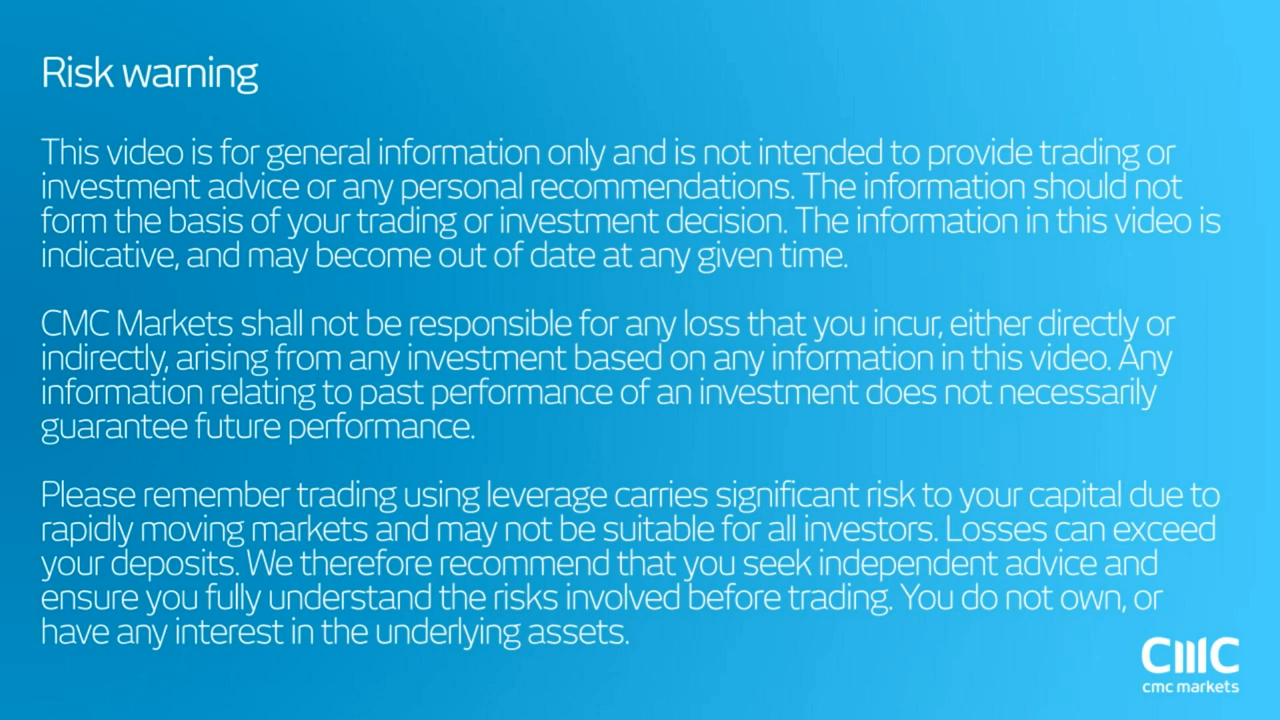 Risk warning
This video is for general information only and is not intended to provide trading or
investment advice or any personal recommendations. The information should not
form the basis of your trading or investment decision. The information in this video is
indicative, and may become out of date at any given time.
CMC Markets shall not be responsible for any loss that you incur, either directly or
indirectly, arising from any investment based on any information in this video. Any
information relating to past performance of an investment does not necessarily
guarantee future performance.
Please remember trading using leverage carries significant risk to your capital due to
rapidly moving markets and may not be suitable for all investors. Losses can exceed
your deposits. We therefore recommend that you seek independent advice and
ensure you fully understand the risks involved before trading. You do not own, or
have any interest in the underlying assets.
CMC
cmc markets